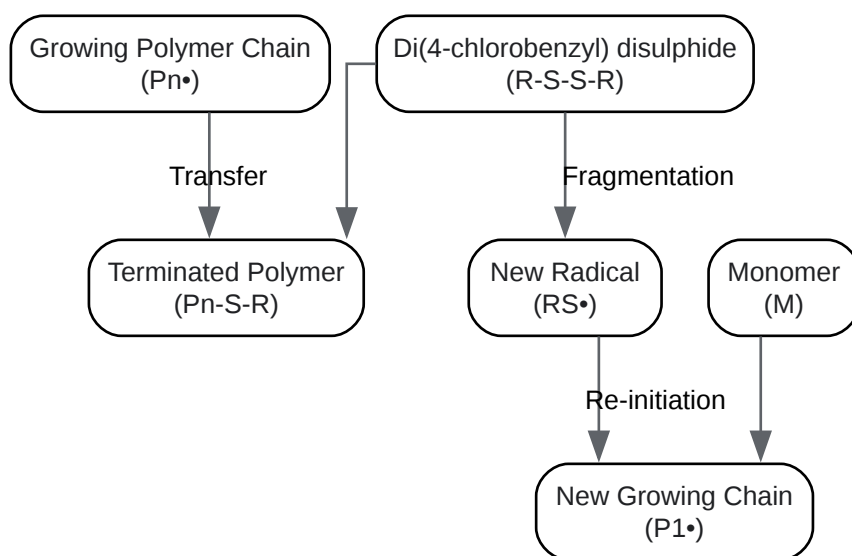 Growing Polymer Chain
(Pn•)
Di(4-chlorobenzyl) disulphide
(R-S-S-R)
Transfer
Fragmentation
Terminated Polymer
(Pn-S-R)
New Radical
(RS•)
Monomer
(M)
Re-initiation
New Growing Chain
(P1•)